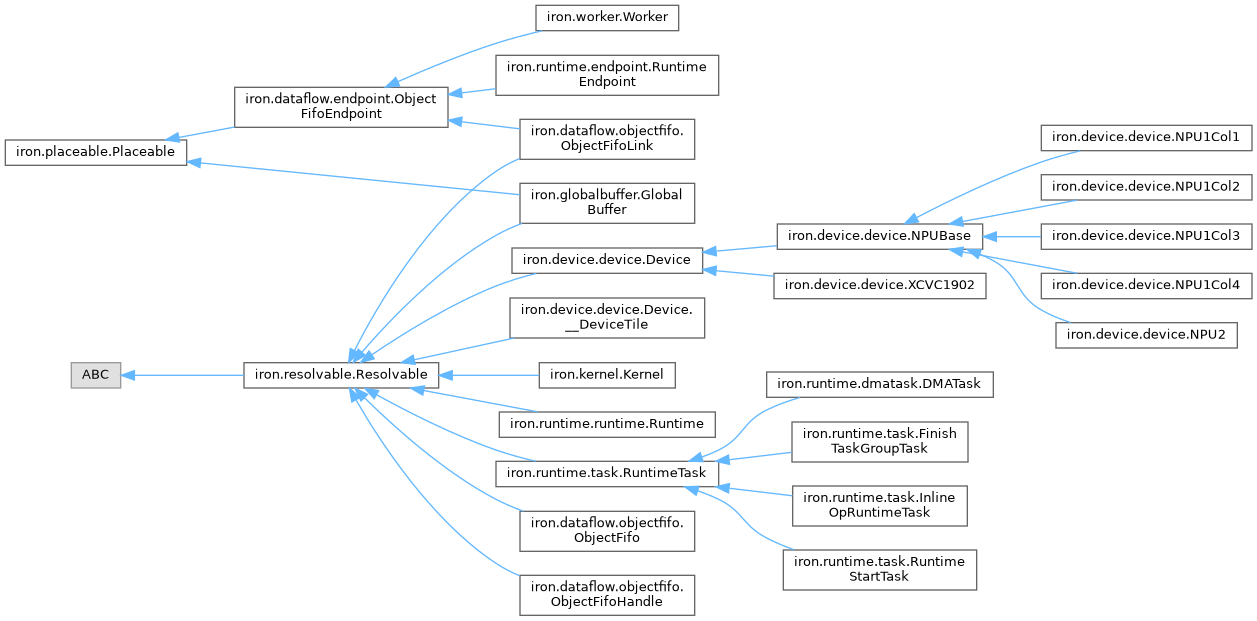 iron.worker.Worker
iron.runtime.endpoint.Runtime
Endpoint
iron.dataflow.endpoint.Object
FifoEndpoint
iron.dataflow.objectfifo.
ObjectFifoLink
iron.placeable.Placeable
iron.globalbuffer.Global
Buffer
iron.device.device.NPU1Col1
iron.device.device.NPU1Col2
iron.device.device.NPUBase
iron.device.device.NPU1Col3
iron.device.device.Device
iron.device.device.XCVC1902
iron.device.device.NPU1Col4
iron.device.device.Device.
__DeviceTile
iron.device.device.NPU2
ABC
iron.resolvable.Resolvable
iron.kernel.Kernel
iron.runtime.dmatask.DMATask
iron.runtime.runtime.Runtime
iron.runtime.task.Finish
TaskGroupTask
iron.runtime.task.RuntimeTask
iron.runtime.task.Inline
OpRuntimeTask
iron.dataflow.objectfifo.
ObjectFifo
iron.runtime.task.Runtime
StartTask
iron.dataflow.objectfifo.
ObjectFifoHandle